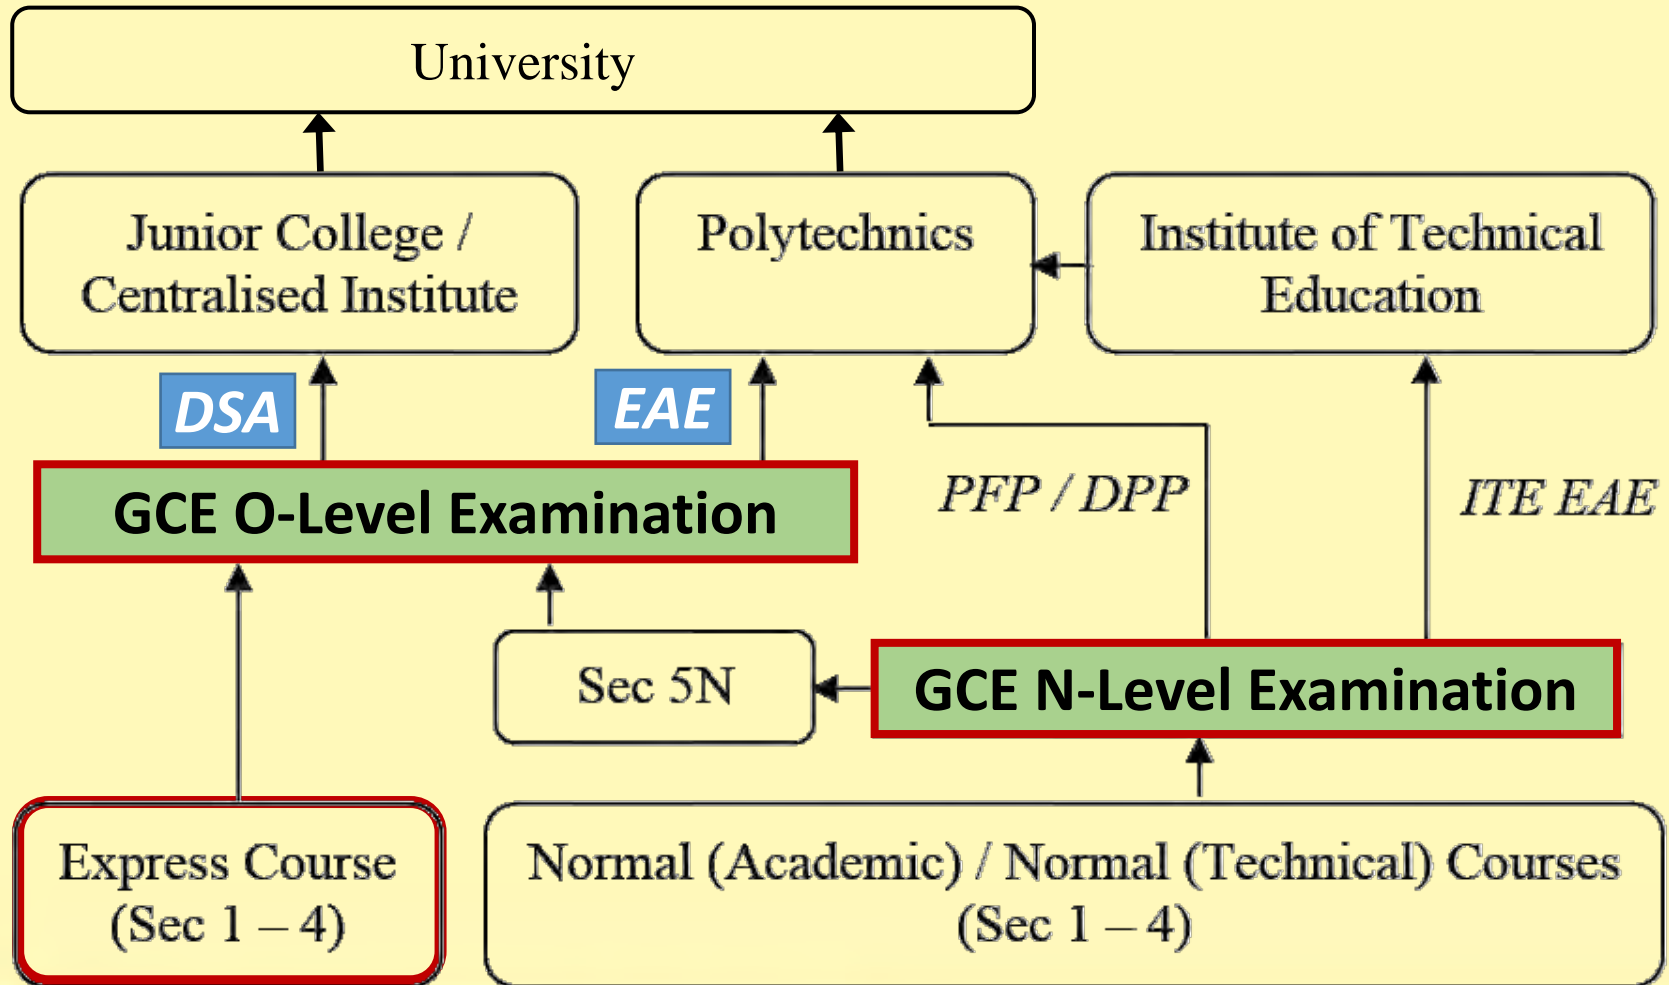 University
Junior College /
Centralised Institute
Polytechnics
Institute of Technical
Education
DSA
EAE
GCE O-Level Examination
PFP / DPP
ITE EAE
Sec 5N
GCE N-Level Examination
Express Course
(Sec 1 – 4)
Normal (Academic) / Normal (Technical) Courses
(Sec 1 – 4)